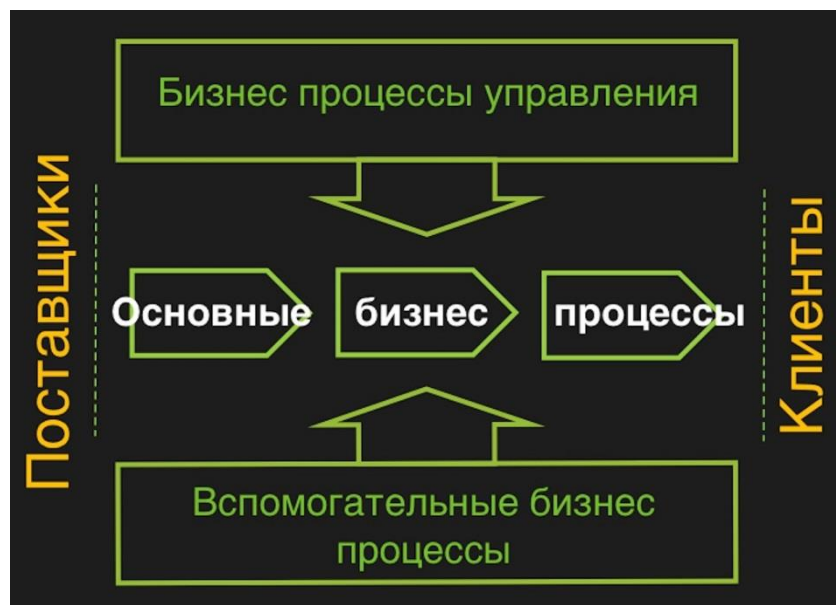 Бизнес процессы управления
Поставщики
Основные бизнес процессы
Клиенты
Вспомогательные бизнес
процессы